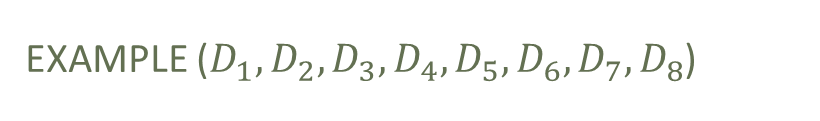 EXAMPLE (D₁, D₂, D₃, D₄, D₅, D₆, D₇, D₈)